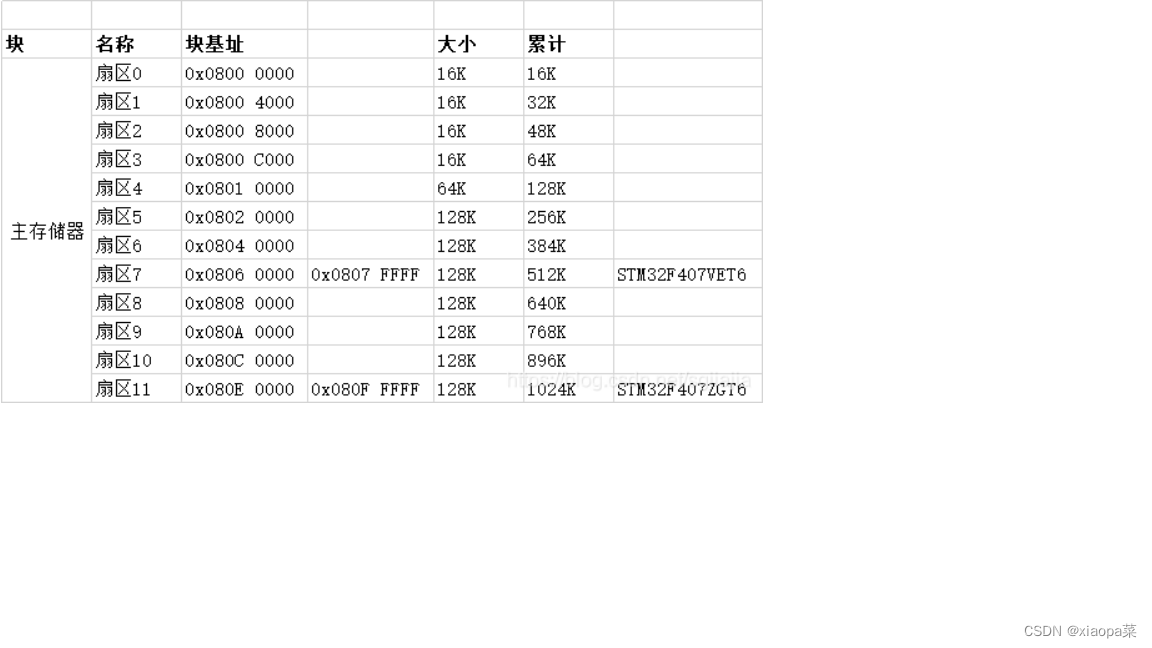 块 名称 块基址 大小 累计
扇区0 0x0800 0000 16K 16K
扇区1 0x0800 4000 16K 32K
扇区2 0x0800 8000 16K 48K
扇区3 0x0800 C000 16K 64K
扇区4 0x0801 0000 64K 128K
扇区5 0x0802 0000 128K 256K
主存储器
扇区6 0x0804 0000 128K 384K
扇区7 0x0806 0000 0x0807 FFFF 128K 512K STM32F407VET6
扇区8 0x0808 0000 128K 640K
扇区9 0x080A 0000 128K 768K
扇区10 0x080C 0000 128K 896K
扇区11 0x080E 0000 0x080F FFFF 128K 1024K STM32F407ZGT6
CSDN @xiaopa菜